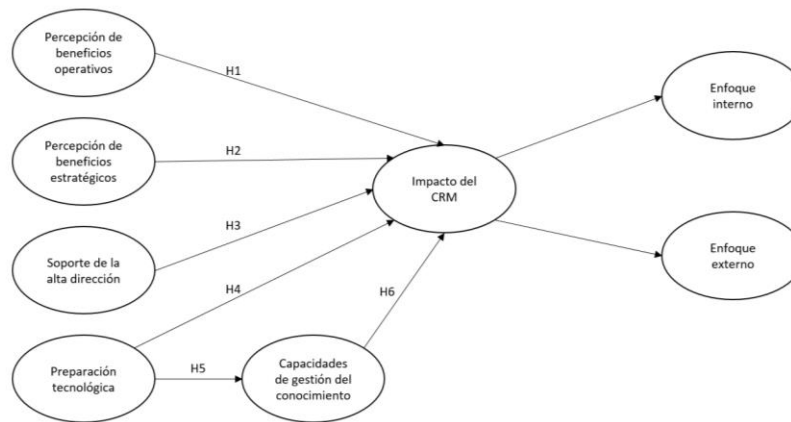 Percepción de
beneficios
operativos
H1
Enfoque
interno
Percepción de
beneficios
estratégicos
H2
Impacto del
CRM
Soporte de la
alta dirección
H3
Enfoque
externo
H4
H6
Preparación
tecnológica
H5
Capacidades
de gestión del
conocimiento